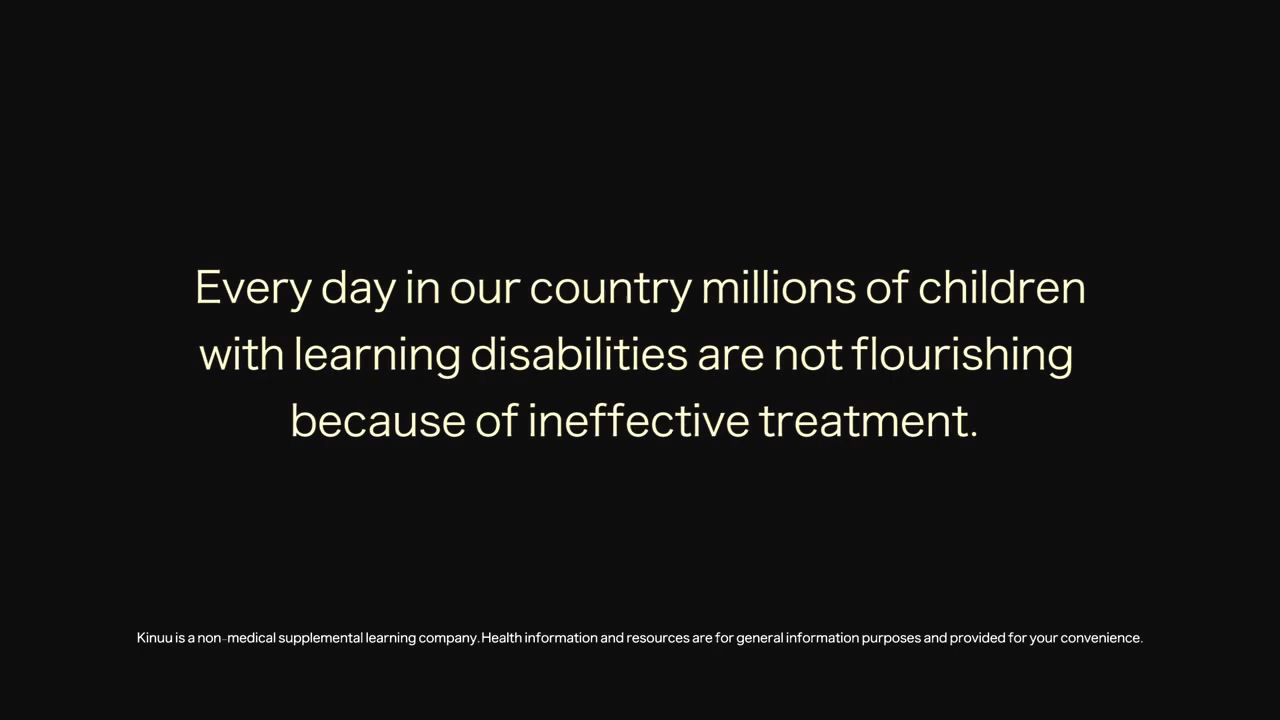 Every day in our country millions of children
with learning disabilities are not flourishing
because of ineffective treatment.
Kinuu is a non-medical supplemental learning company. Health information and resources are for general information purposes and provided for your convenience.